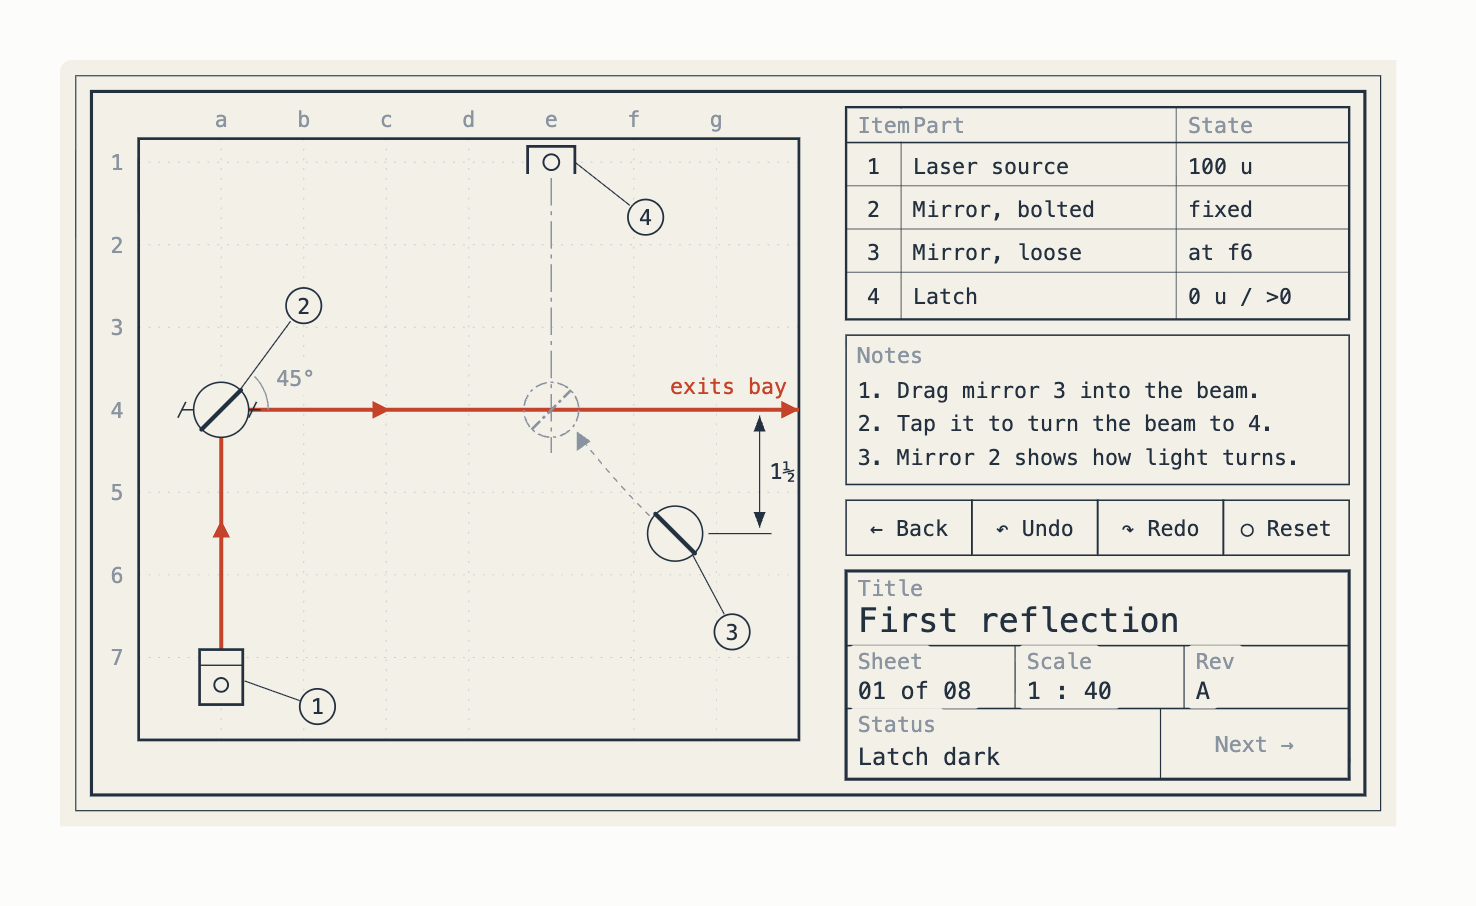 a b c d e f g
1
2
3
4
5
6
7
4
2
45°
exits bay
1½
3
1
Item Part State
1 Laser source 100 u
2 Mirror, bolted fixed
3 Mirror, loose at f6
4 Latch 0 u / >0
Notes
1. Drag mirror 3 into the beam.
2. Tap it to turn the beam to 4.
3. Mirror 2 shows how light turns.
← Back ↶ Undo ↷ Redo ○ Reset
Title
First reflection
Sheet Scale Rev
01 of 08 1 : 40 A
Status
Latch dark
Next →